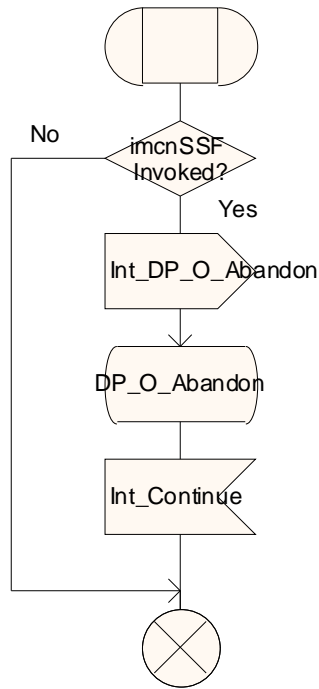 No
imcnSSF
Invoked?
Yes
Int_DP_O_Abandon
DP_O_Abandon
Int_Continue